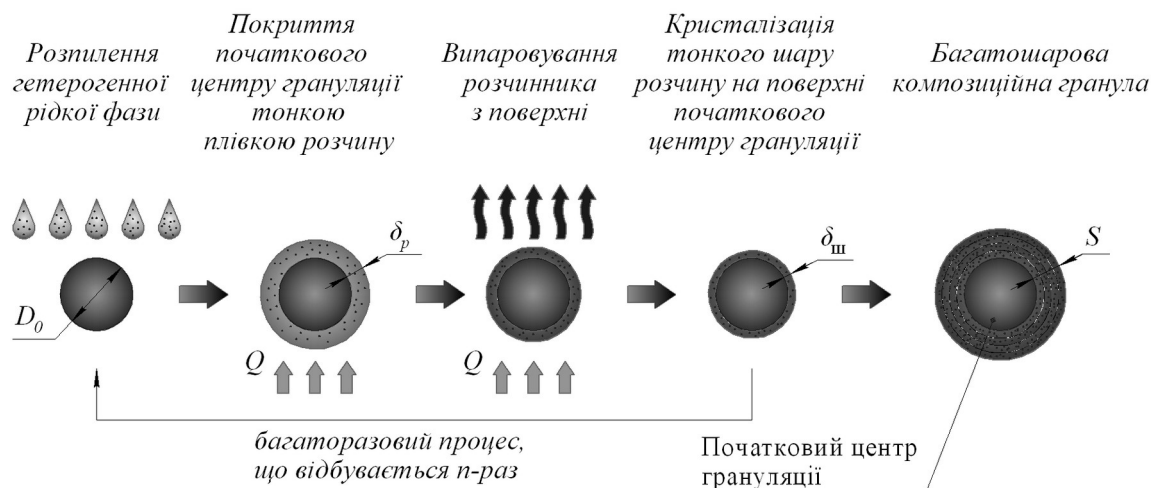 Розпилення
гетерогенної
рідкої фази
Покриття
початкового
центру грануляції
тонкою
плівкою розчину
Випаровування
розчинника
з поверхні
Кристалізація
тонкого шару
розчину на поверхні
початкового
центру грануляції
Багатошарова
композиційна гранула
D₀
δₚ
Q
Q
δш
S
багаторазовий процес,
що відбувається n-раз
Початковий центр
грануляції